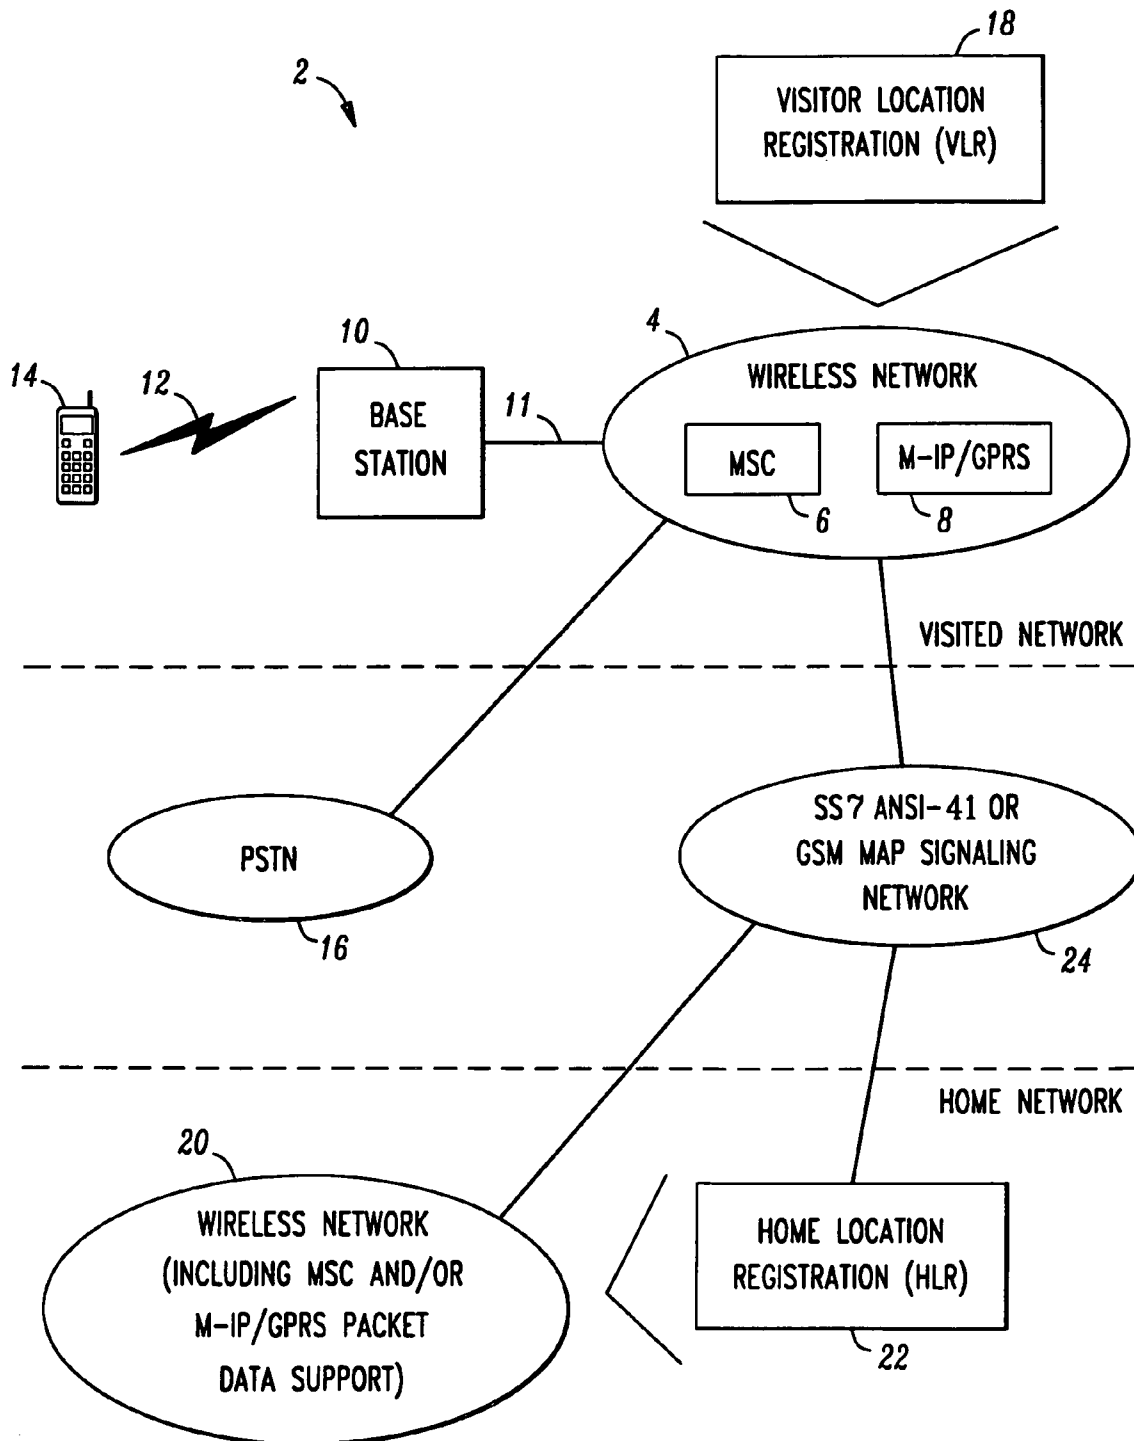 18
2
VISITOR LOCATION
REGISTRATION (VLR)
10
4
14
12
BASE
STATION
11
WIRELESS NETWORK
MSC
M-IP/GPRS
6
8
VISITED NETWORK
PSTN
16
SS7 ANSI-41 OR
GSM MAP SIGNALING
NETWORK
24
HOME NETWORK
20
WIRELESS NETWORK
(INCLUDING MSC AND/OR
M-IP/GPRS PACKET
DATA SUPPORT)
HOME LOCATION
REGISTRATION (HLR)
22